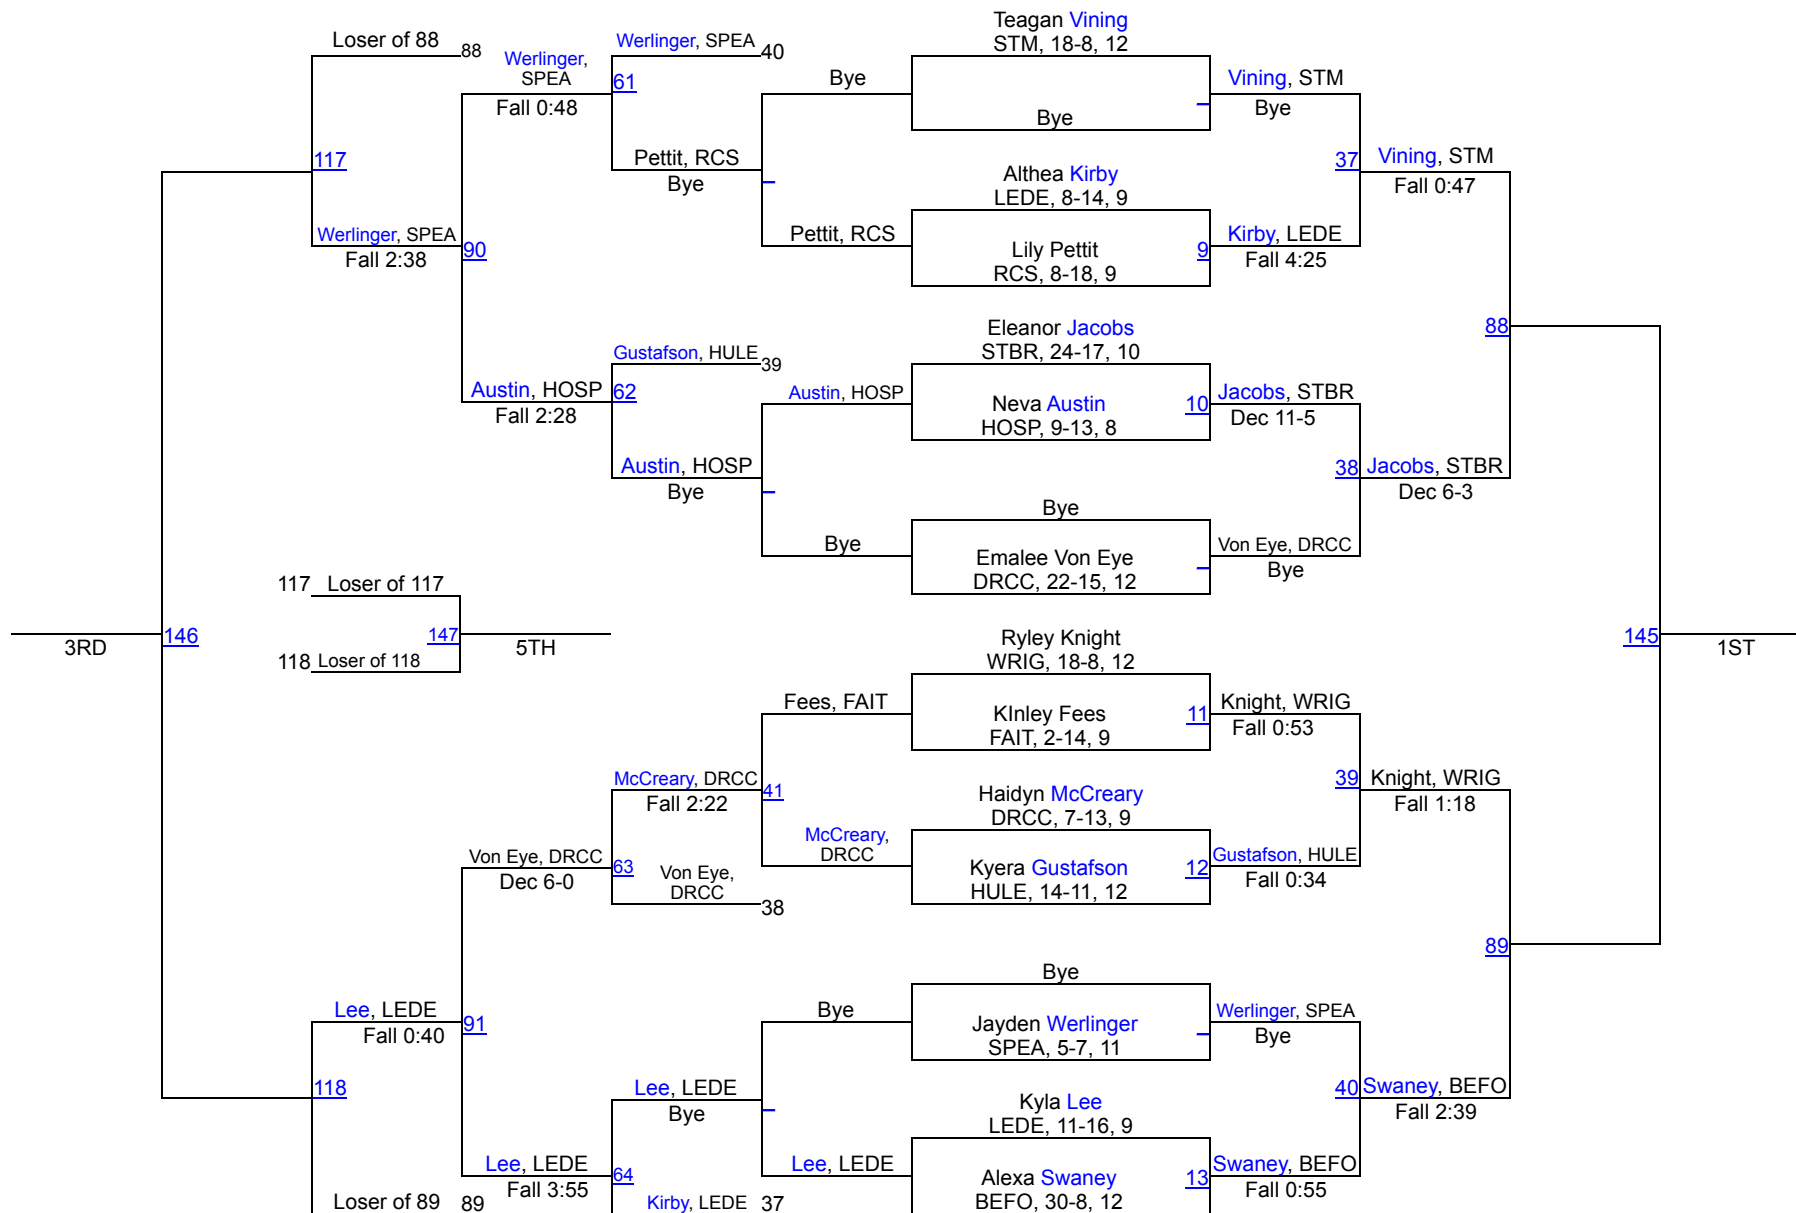 Teagan Vining
Loser of 88
88
Werlinger, SPEA
40
STM, 18-8, 12
Werlinger,
SPEA
61
Bye
Vining, STM
Fall 0:48
Bye
Bye
117
Pettit, RCS
Bye
37
Vining, STM
Fall 0:47
Althea Kirby
LEDE, 8-14, 9
Werlinger, SPEA
Fall 2:38
90
Pettit, RCS
Lily Pettit
RCS, 8-18, 9
9
Kirby, LEDE
Fall 4:25
Eleanor Jacobs
STBR, 24-17, 10
88
Gustafson, HULE
39
Austin, HOSP
Fall 2:28
62
Austin, HOSP
Neva Austin
HOSP, 9-13, 8
10
Jacobs, STBR
Dec 11-5
Austin, HOSP
Bye
38
Jacobs, STBR
Dec 6-3
Bye
Bye
Emalee Von Eye
DRCC, 22-15, 12
Von Eye, DRCC
Bye
117
Loser of 117
3RD
146
147
5TH
118
Loser of 118
Ryley Knight
WRIG, 18-8, 12
145
1ST
Fees, FAIT
KInley Fees
FAIT, 2-14, 9
11
Knight, WRIG
Fall 0:53
McCreary, DRCC
Fall 2:22
41
Haidyn McCreary
DRCC, 7-13, 9
39
Knight, WRIG
Fall 1:18
McCreary,
DRCC
Von Eye, DRCC
Dec 6-0
63
Von Eye,
DRCC
38
Kyera Gustafson
HULE, 14-11, 12
12
Gustafson, HULE
Fall 0:34
89
Bye
Lee, LEDE
Fall 0:40
91
Bye
Jayden Werlinger
SPEA, 5-7, 11
Werlinger, SPEA
Bye
118
Lee, LEDE
Bye
Kyla Lee
LEDE, 11-16, 9
40
Swaney, BEFO
Fall 2:39
Lee, LEDE
Fall 3:55
64
Lee, LEDE
Alexa Swaney
BEFO, 30-8, 12
13
Swaney, BEFO
Fall 0:55
Loser of 89
89
Kirby, LEDE
37